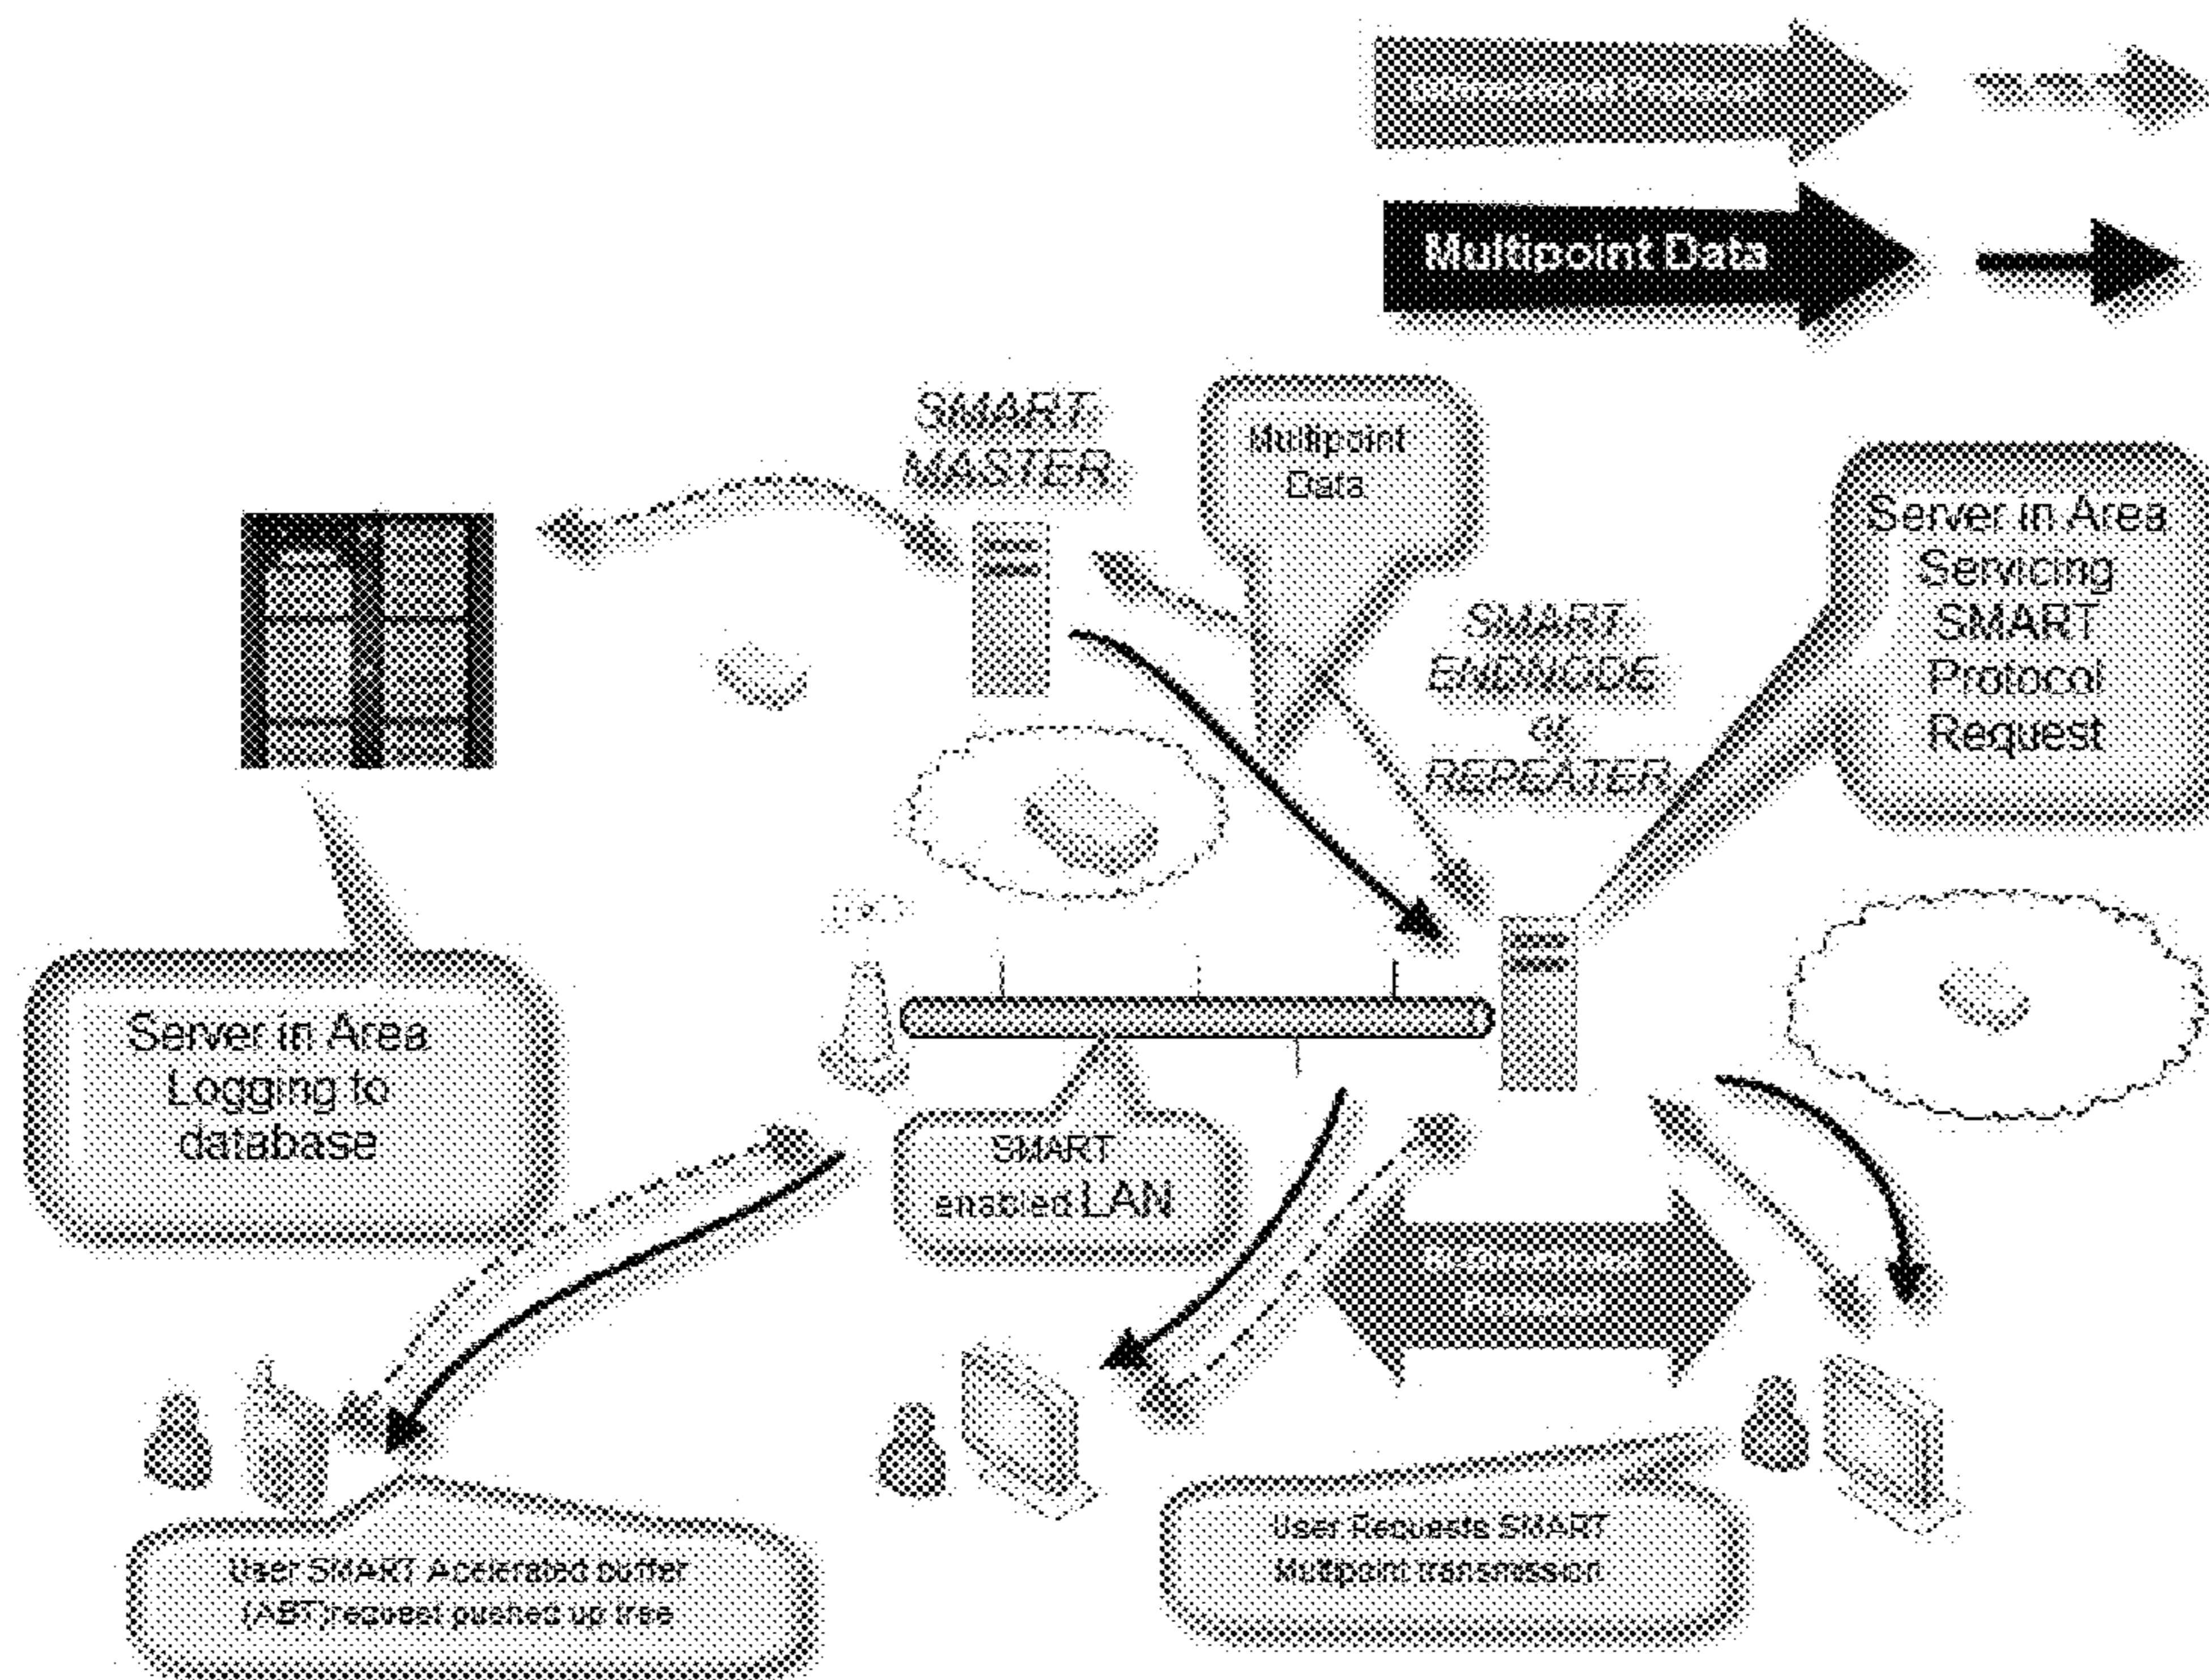 Multipoint Data
SMART
MASTER
Multipoint
Data
Server in Area
Servicing
SMART
Protocol
Request
SMART
ENDNODE
or
REPEATER
Server in Area
Logging to
database
SMART
enabled LAN
User SMART Acelerated buffer
(ABT) request pushed up tree
User Requests SMART
Multipoint transmission